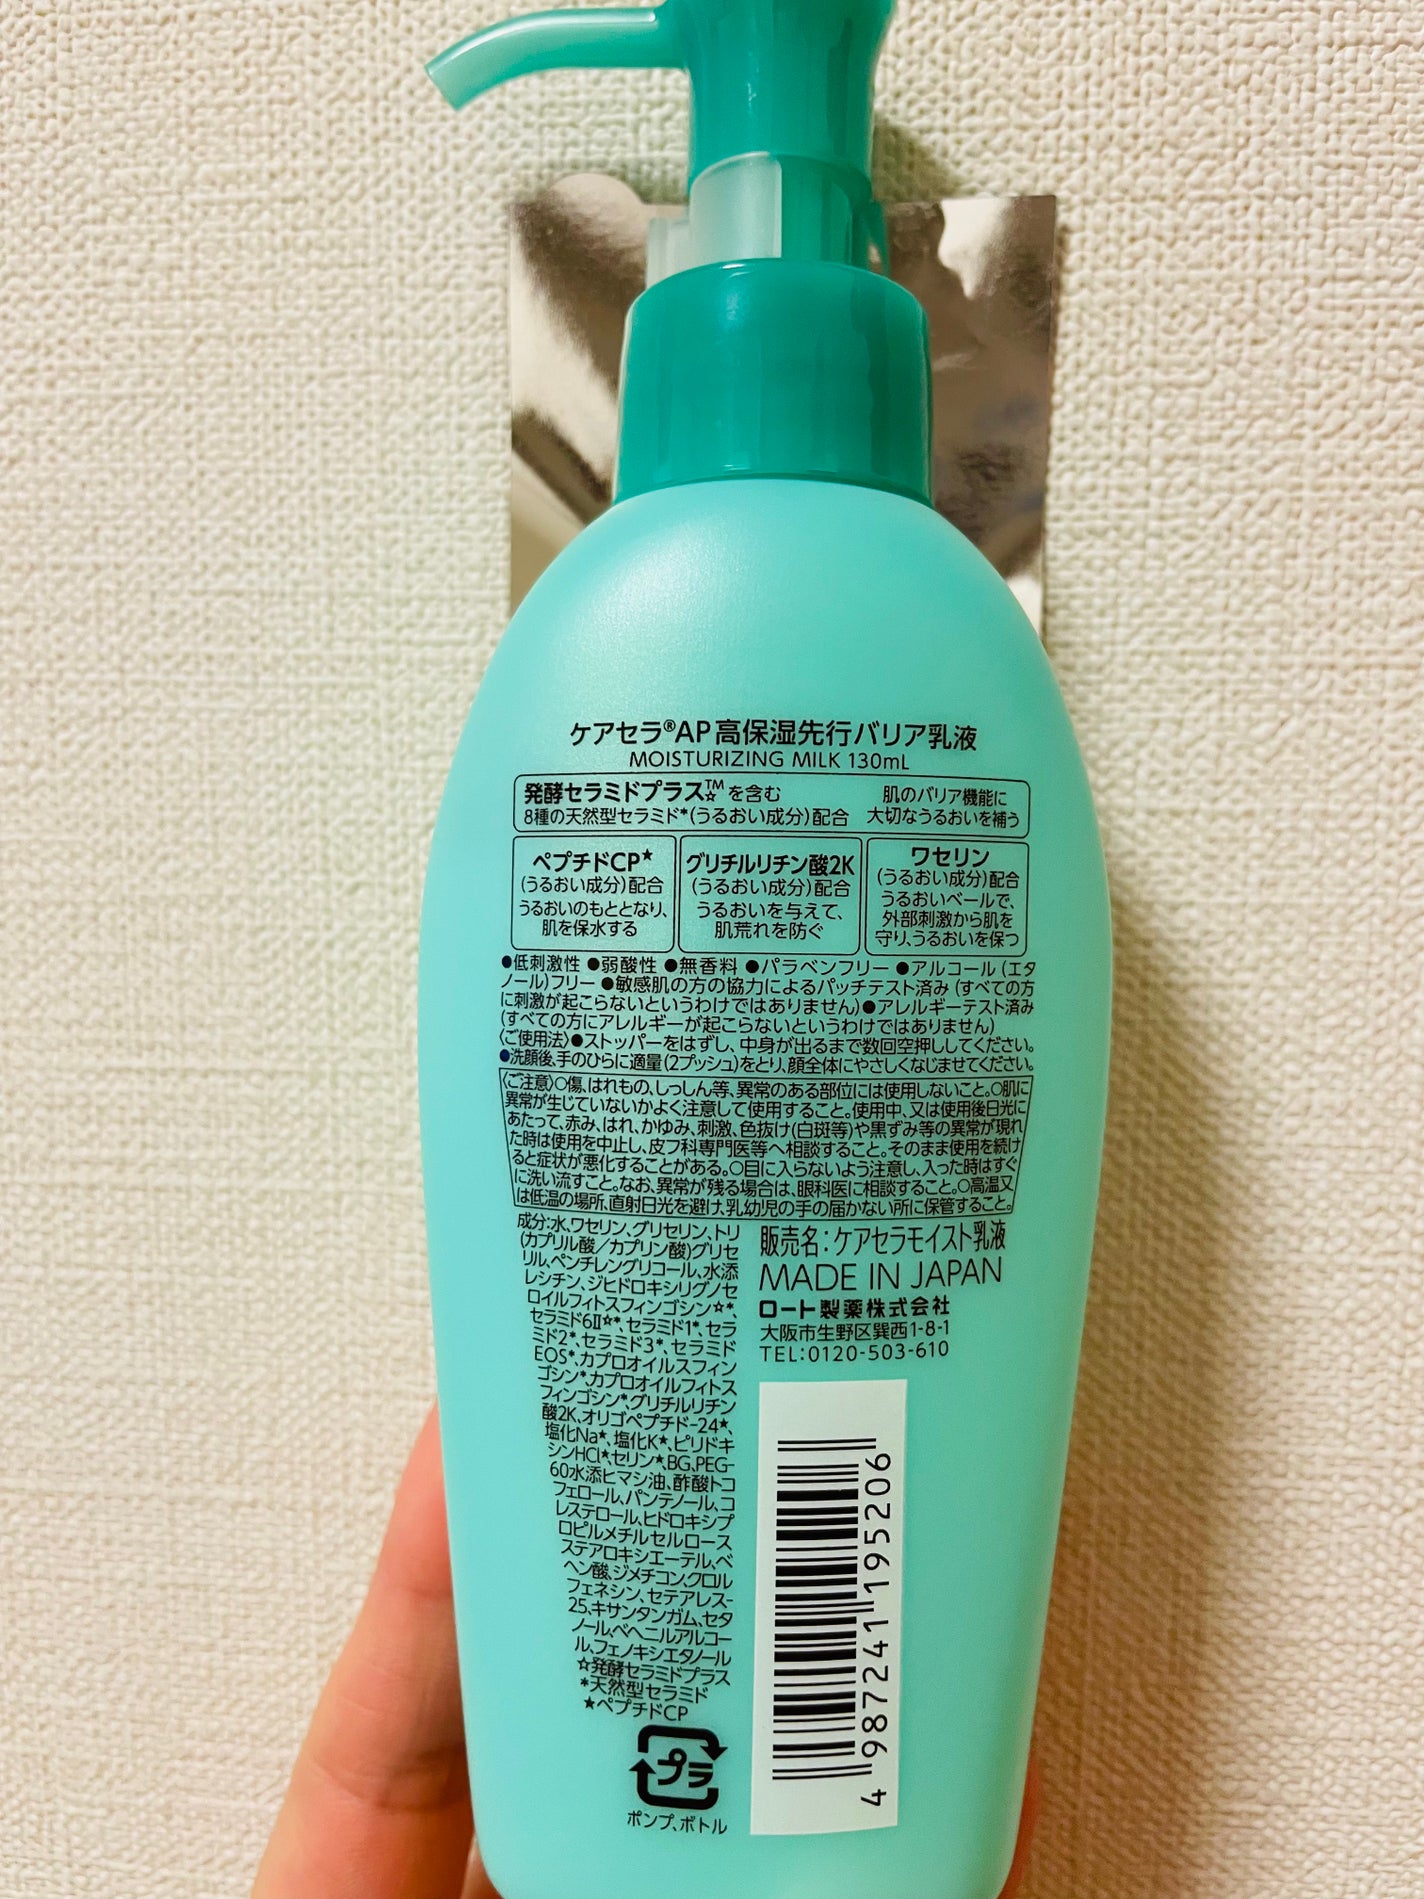 ケアセラ®AP高保湿先行バリア乳液
MOISTURIZING MILK 130mL
発酵セラミドプラス™☆を含む
8種の天然型セラミド*(うるおい成分)配合
肌のバリア機能に
大切なうるおいを補う
ペプチドCP★
(うるおい成分)配合
うるおいのもととなり、
肌を保水する
グリチルリチン酸2K
(うるおい成分)配合
うるおいを与えて、
肌荒れを防ぐ
ワセリン
(うるおい成分)配合
うるおいベールで、
外部刺激から肌を
守り、うるおいを保つ
●低刺激性 ●弱酸性 ●無香料 ●パラベンフリー ●アルコール(エタ
ノール)フリー ●敏感肌の方の協力によるパッチテスト済み(すべての方
に刺激が起こらないというわけではありません)●アレルギーテスト済み
(すべての方にアレルギーが起こらないというわけではありません)
〈ご使用法〉●ストッパーをはずし、中身が出るまで数回空押ししてください。
●洗顔後、手のひらに適量(2プッシュ)をとり、顔全体にやさしくなじませてください。
〈ご注意〉○傷、はれもの、しっしん等、異常のある部位には使用しないこと。○肌に
異常が生じていないかよく注意して使用すること。使用中、又は使用後日光に
あたって、赤み、はれ、かゆみ、刺激、色抜け(白斑等)や黒ずみ等の異常が現れ
た時は使用を中止し、皮フ科専門医等へ相談すること。そのまま使用を続け
ると症状が悪化することがある。○目に入らないよう注意し、入った時はすぐ
に洗い流すこと。なお、異常が残る場合は、眼科医に相談すること。○高温又
は低温の場所、直射日光を避け、乳幼児の手の届かない所に保管すること。
成分:水、ワセリン、グリセリン、トリ
(カプリル酸/カプリン酸)グリセ
リル、ペンチレングリコール、水添
レシチン、ジヒドロキシリグノセ
ロイルフィトスフィンゴシン☆*、
セラミド6Ⅱ☆*、セラミド1*、セラ
ミド2*、セラミド3*、セラミド
EOS*、カプロオイルスフィン
ゴシン*、カプロオイルフィトス
フィンゴシン*、グリチルリチン
酸2K、オリゴペプチド-24★、
塩化Na★、塩化K★、ピリドキ
シンHCl★、セリン★、BG、PEG-
60水添ヒマシ油、酢酸トコ
フェロール、パンテノール、コ
レステロール、ヒドロキシプ
ロピルメチルセルロース
ステアロキシエーテル、ベ
ヘン酸、ジメチコン、クロル
フェネシン、セテアレス-
25、キサンタンガム、セタ
ノール、ベヘニルアルコー
ル、フェノキシエタノール
☆発酵セラミドプラス
*天然型セラミド
★ペプチドCP
販売名:ケアセラモイスト乳液
MADE IN JAPAN
ロート製薬株式会社
大阪市生野区巽西1-8-1
TEL:0120-503-610
4 987241 195206
プラ
ポンプ、ボトル